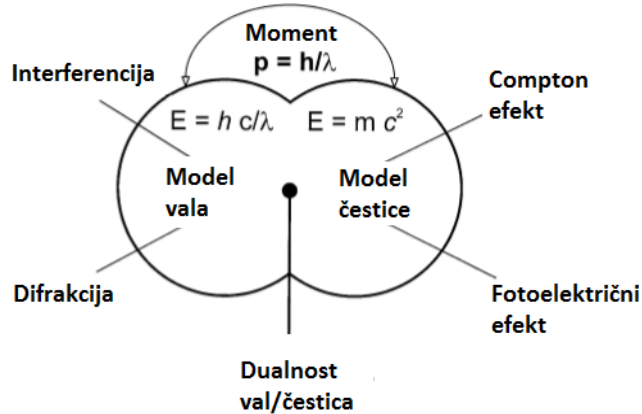 Moment
p = h/λ
Interferencija
Compton
efekt
E = h c/λ
E = m c²
Model
vala
Model
čestice
Difrakcija
Fotoelektrični
efekt
Dualnost
val/čestica